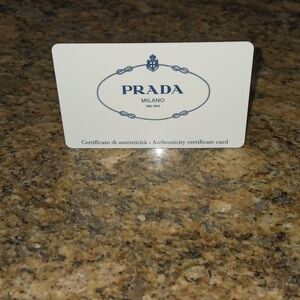 PRADA
MILANO
DAL 1913
Certificato di autenticità - Authenticity certificate card